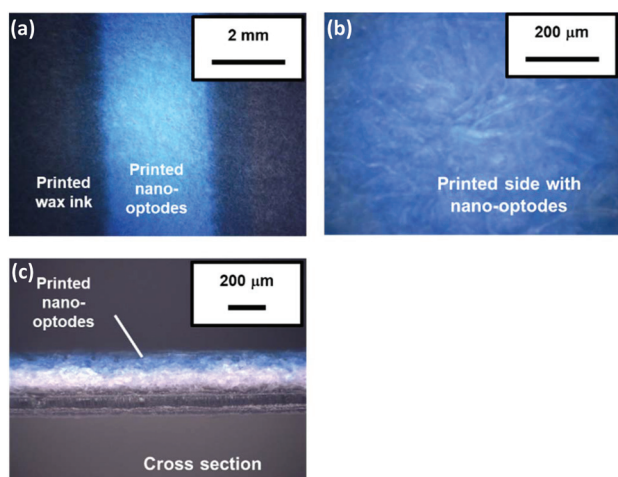 (a)
2 mm
Printed
wax ink
Printed
nano-
optodes
(b)
200 μm
Printed side with
nano-optodes
(c)
Printed
nano-
optodes
200 μm
Cross section